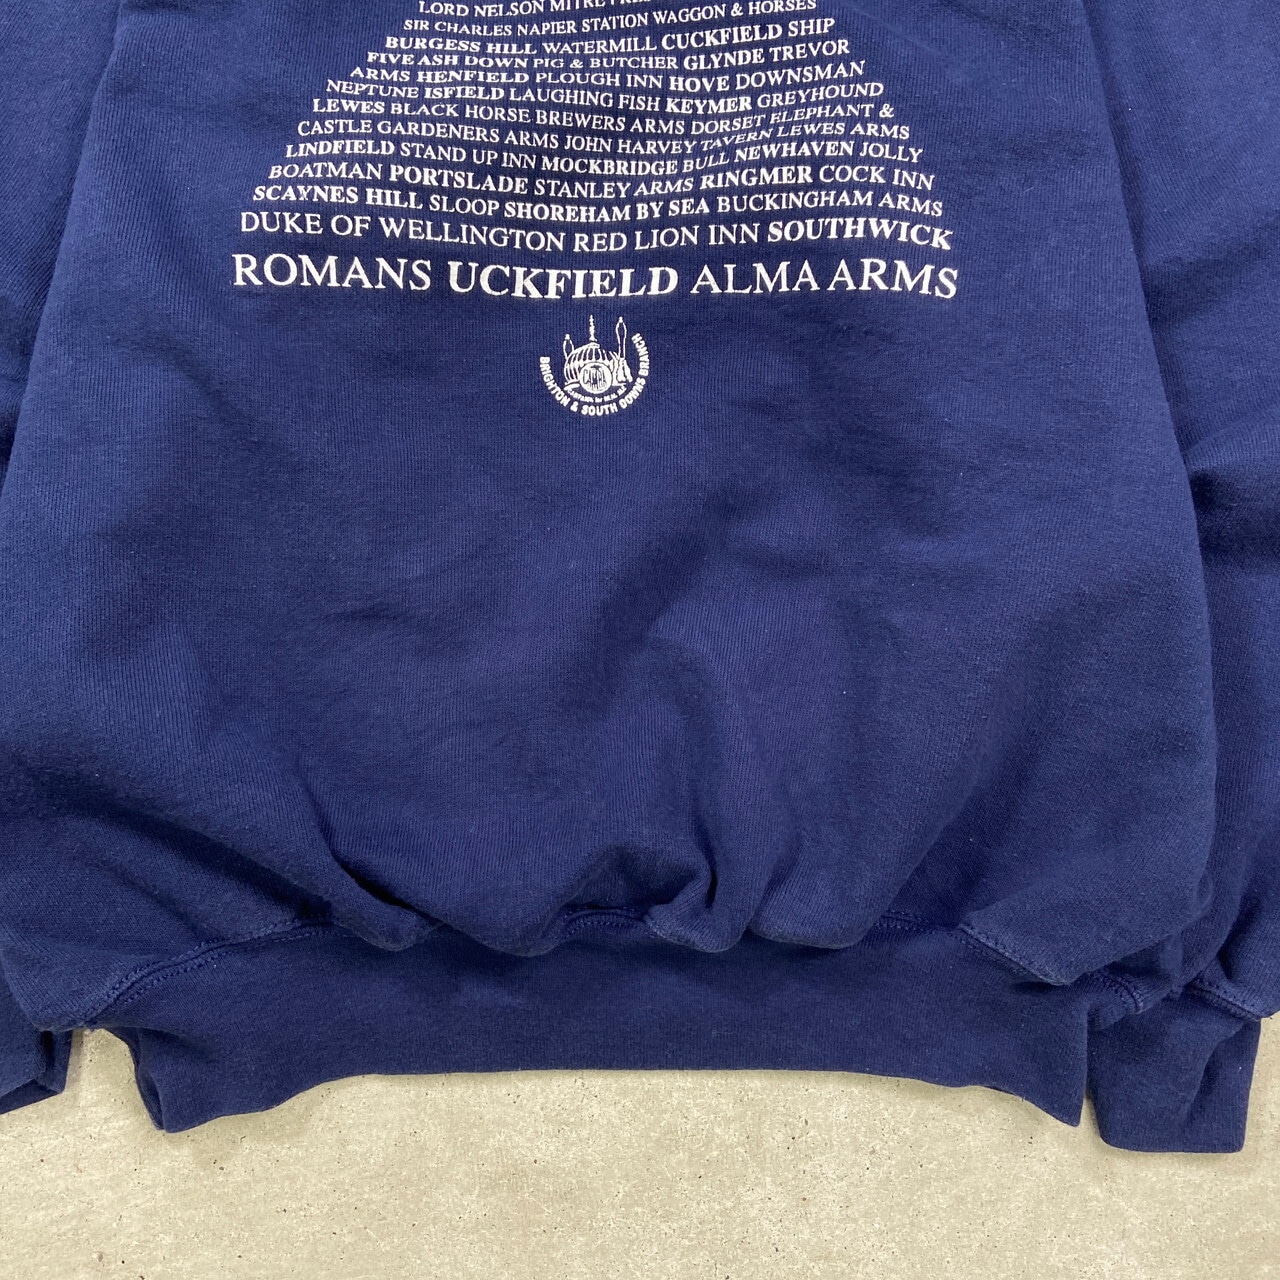 LORD NELSON MITRE
SIR CHARLES NAPIER STATION WAGGON & HORSES
BURGESS HILL WATERMILL CUCKFIELD SHIP
FIVE ASH DOWN PIG & BUTCHER GLYNDE TREVOR
ARMS HENFIELD PLOUGH INN HOVE DOWNSMAN
NEPTUNE ISFIELD LAUGHING FISH KEYMER GREYHOUND
LEWES BLACK HORSE BREWERS ARMS DORSET ELEPHANT &
CASTLE GARDENERS ARMS JOHN HARVEY TAVERN LEWES ARMS
LINDFIELD STAND UP INN MOCKBRIDGE BULL NEWHAVEN JOLLY
BOATMAN PORTSLADE STANLEY ARMS RINGMER COCK INN
SCAYNES HILL SLOOP SHOREHAM BY SEA BUCKINGHAM ARMS
DUKE OF WELLINGTON RED LION INN SOUTHWICK
ROMANS UCKFIELD ALMA ARMS
CAMRA
BRIGHTON & SOUTH DOWNS BRANCH